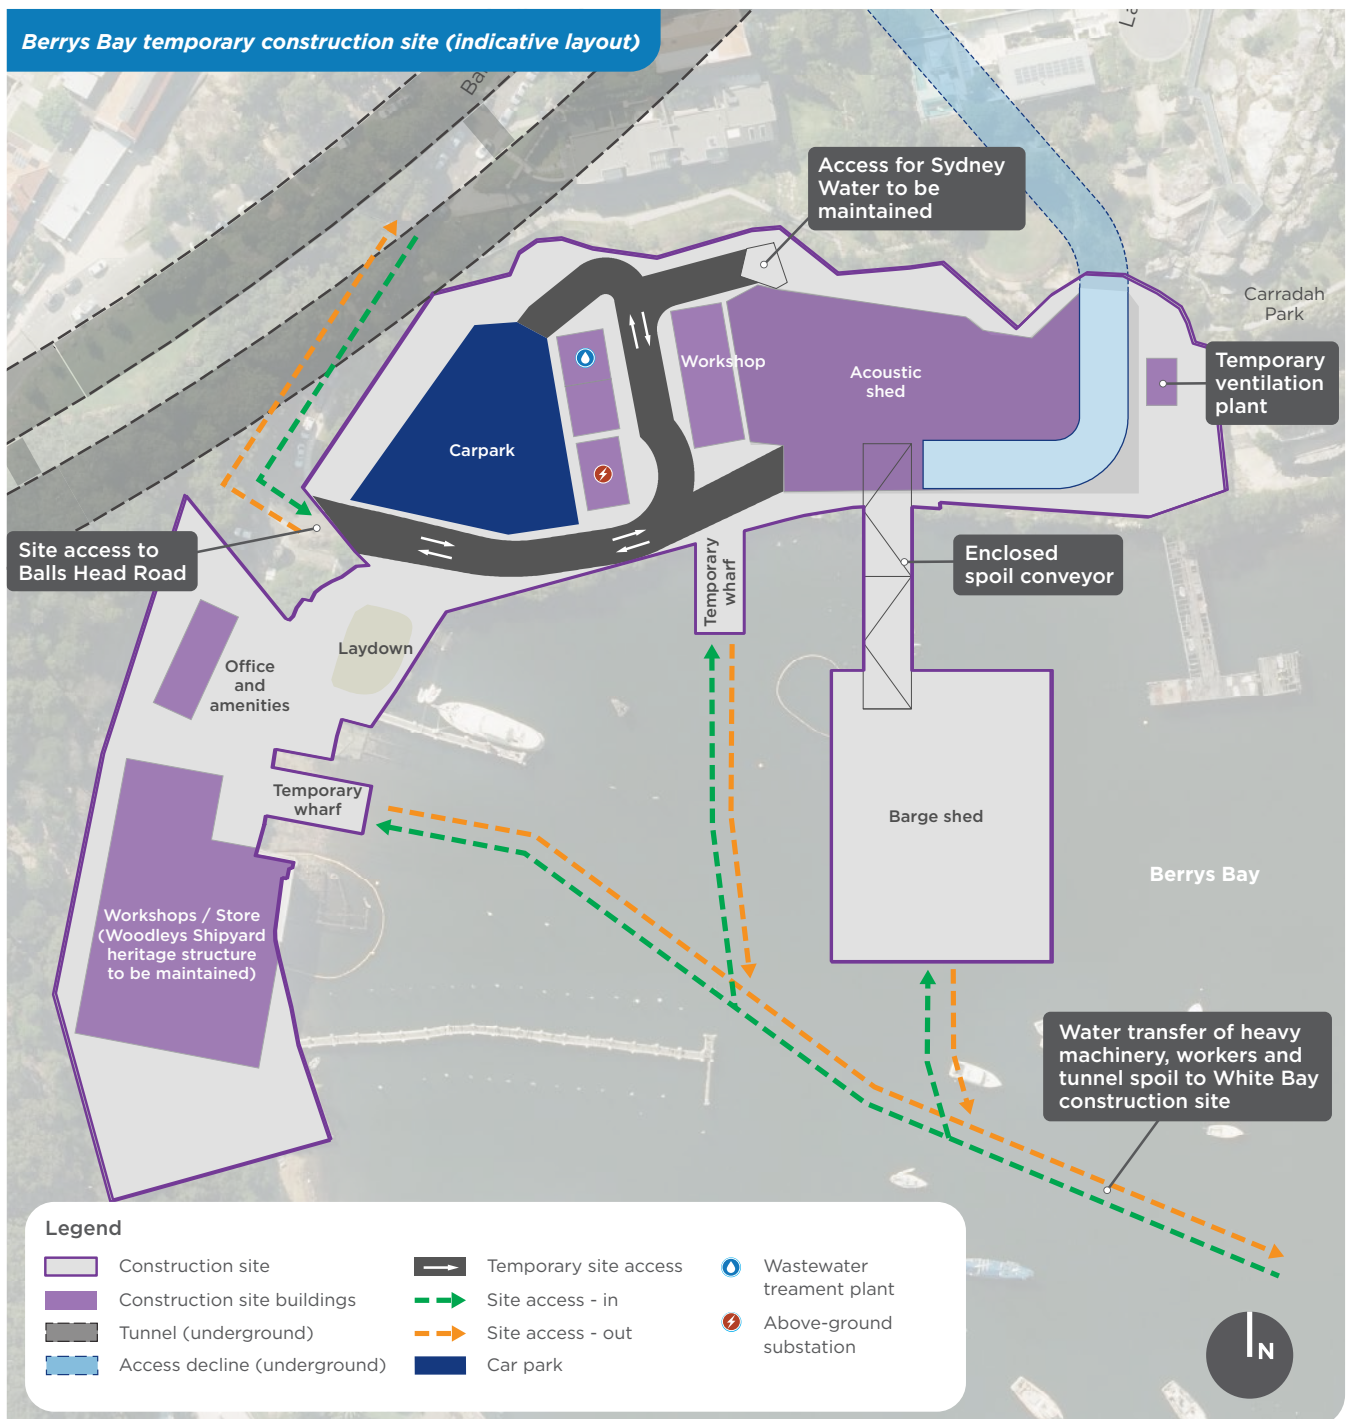 Berrys Bay temporary construction site (indicative layout)
Access for Sydney
Water to be
maintained
Carradah
Park
Temporary
ventilation
plant
Workshop
Acoustic
shed
Carpark
Site access to
Balls Head Road
Enclosed
spoil conveyor
Temporary
wharf
Laydown
Office
and
amenities
Temporary
wharf
Barge shed
Berrys Bay
Workshops / Store
(Woodleys Shipyard
heritage structure
to be maintained)
Water transfer of heavy
machinery, workers and
tunnel spoil to White Bay
construction site
Legend
Construction site
Construction site buildings
Tunnel (underground)
Access decline (underground)
Temporary site access
Site access - in
Site access - out
Car park
Wastewater
treament plant
Above-ground
substation
N